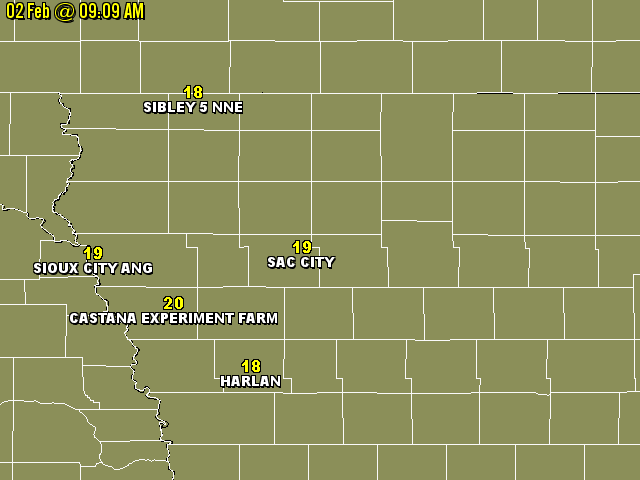 02 Feb @ 09:09 AM
18
SIBLEY 5 NNE
19
SIOUX CITY ANG
19
SAC CITY
20
CASTANA EXPERIMENT FARM
18
HARLAN